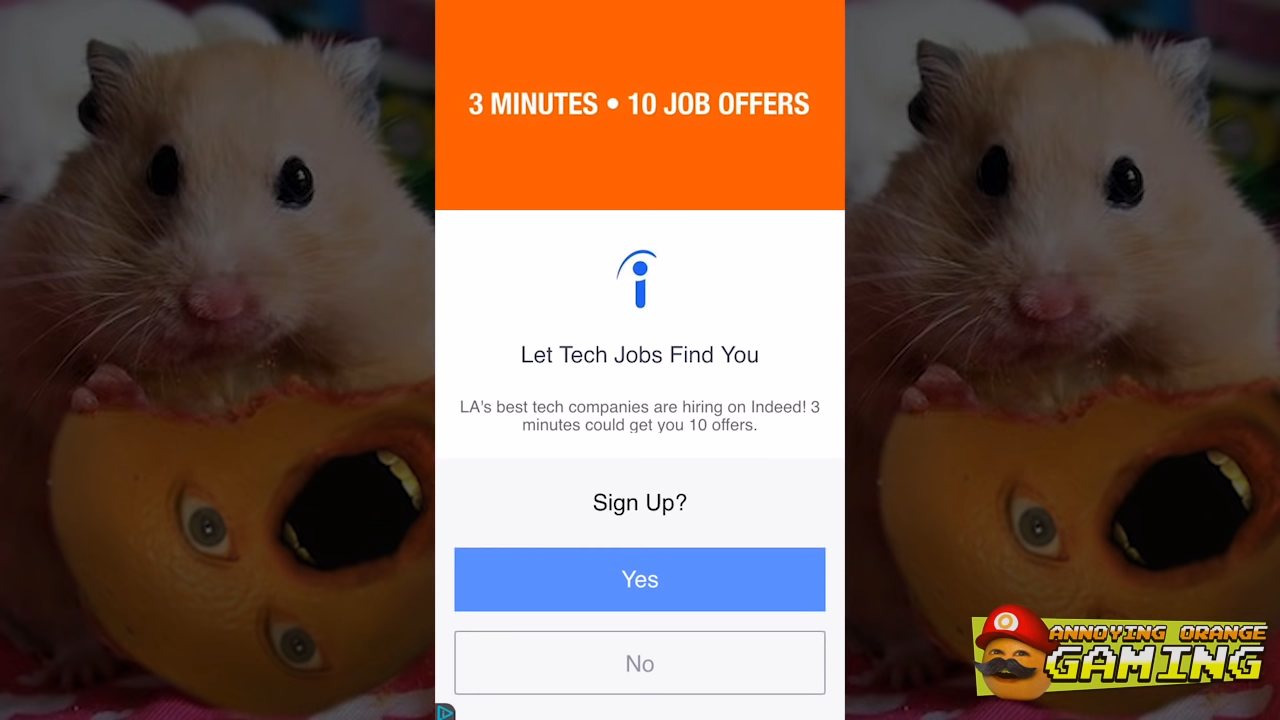 3 MINUTES • 10 JOB OFFERS
Let Tech Jobs Find You
LA's best tech companies are hiring on Indeed! 3
minutes could get you 10 offers.
Sign Up?
Yes
No
ANNOYING ORANGE
GAMING